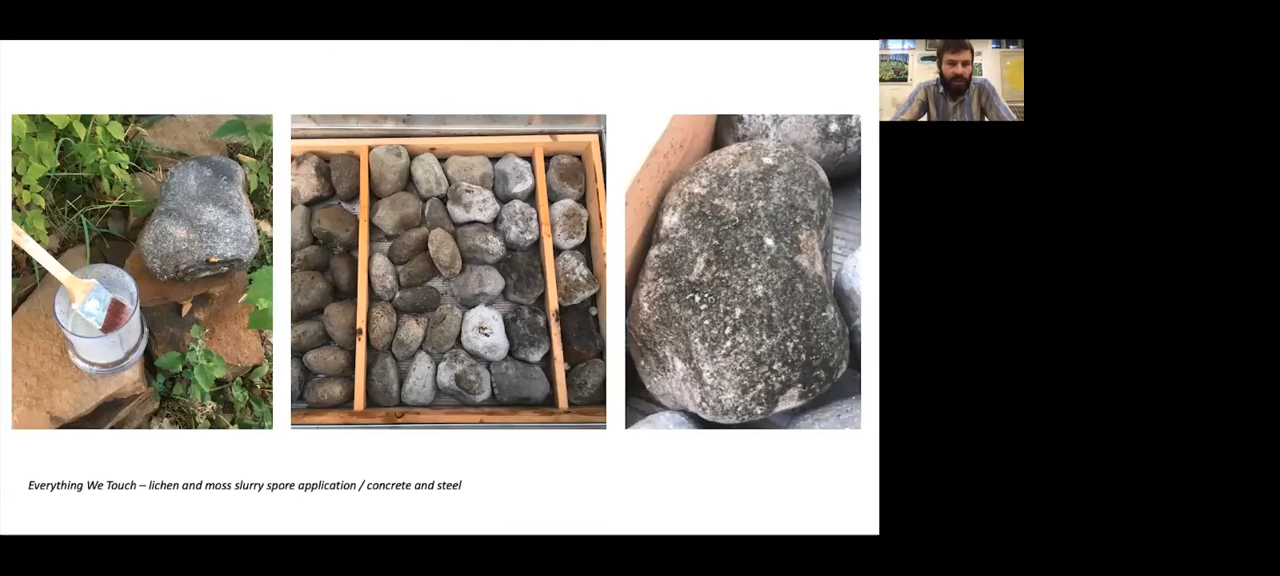 Everything We Touch – lichen and moss slurry spore application / concrete and steel